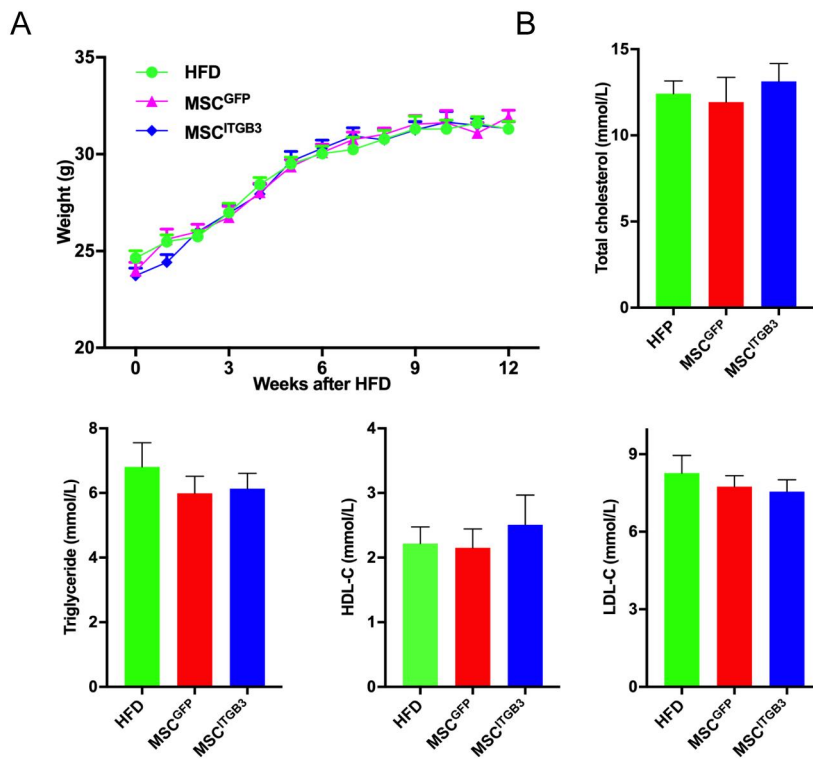 A
HFD
MSC^GFP
MSC^ITGB3
Weight (g)
35
30
25
20
0 3 6 9 12
Weeks after HFD
B
Total cholesterol (mmol/L)
15
10
5
0
HFP MSC^GFP MSC^ITGB3
Triglyceride (mmol/L)
8
6
4
2
0
HFD MSC^GFP MSC^ITGB3
HDL-C (mmol/L)
4
3
2
1
0
HFD MSC^GFP MSC^ITGB3
LDL-C (mmol/L)
9
6
3
0
HFD MSC^GFP MSC^ITGB3